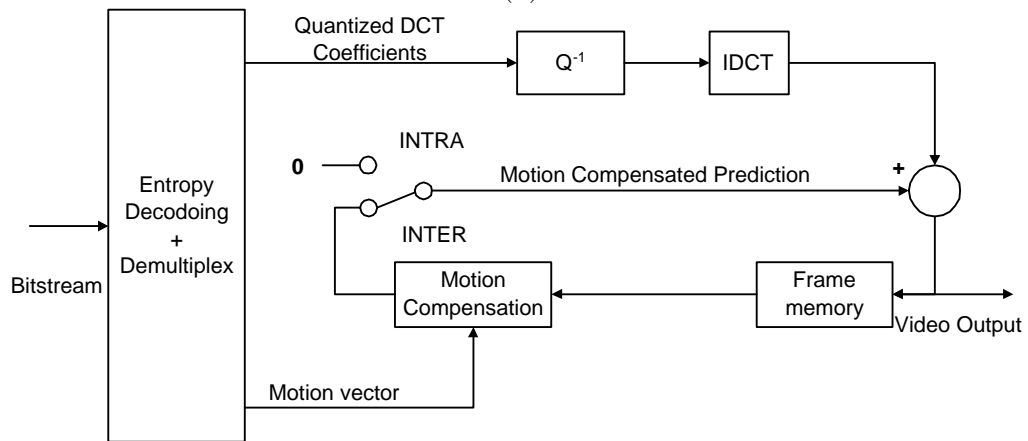 Quantized DCT
Coefficients
Q-1
IDCT
INTRA
0
Motion Compensated Prediction
+
Entropy
Decodoing
+
Demultiplex
INTER
Bitstream
Motion
Compensation
Frame
memory
Video Output
Motion vector